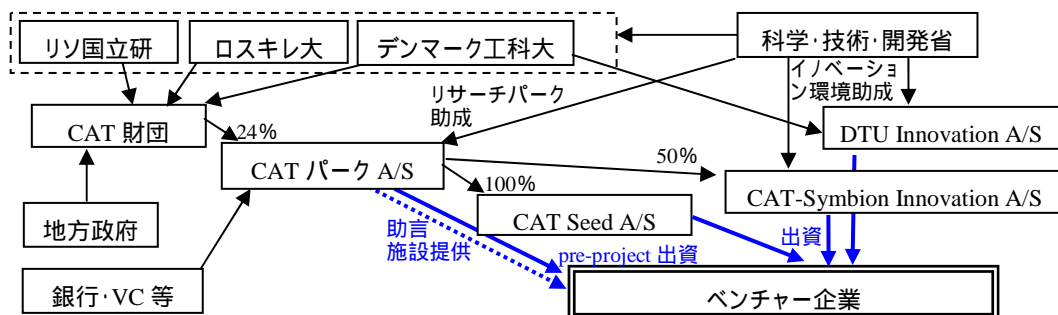 リソ国立研
ロスキレ大
デンマーク工科大
科学・技術・開発省
イノベーショ
ン環境助成
リサーチパーク
助成
CAT 財団
24%
DTU Innovation A/S
CAT パーク A/S
50%
100%
CAT-Symbion Innovation A/S
地方政府
CAT Seed A/S
助言
施設提供
出資
pre-project 出資
銀行・VC 等
ベンチャー企業